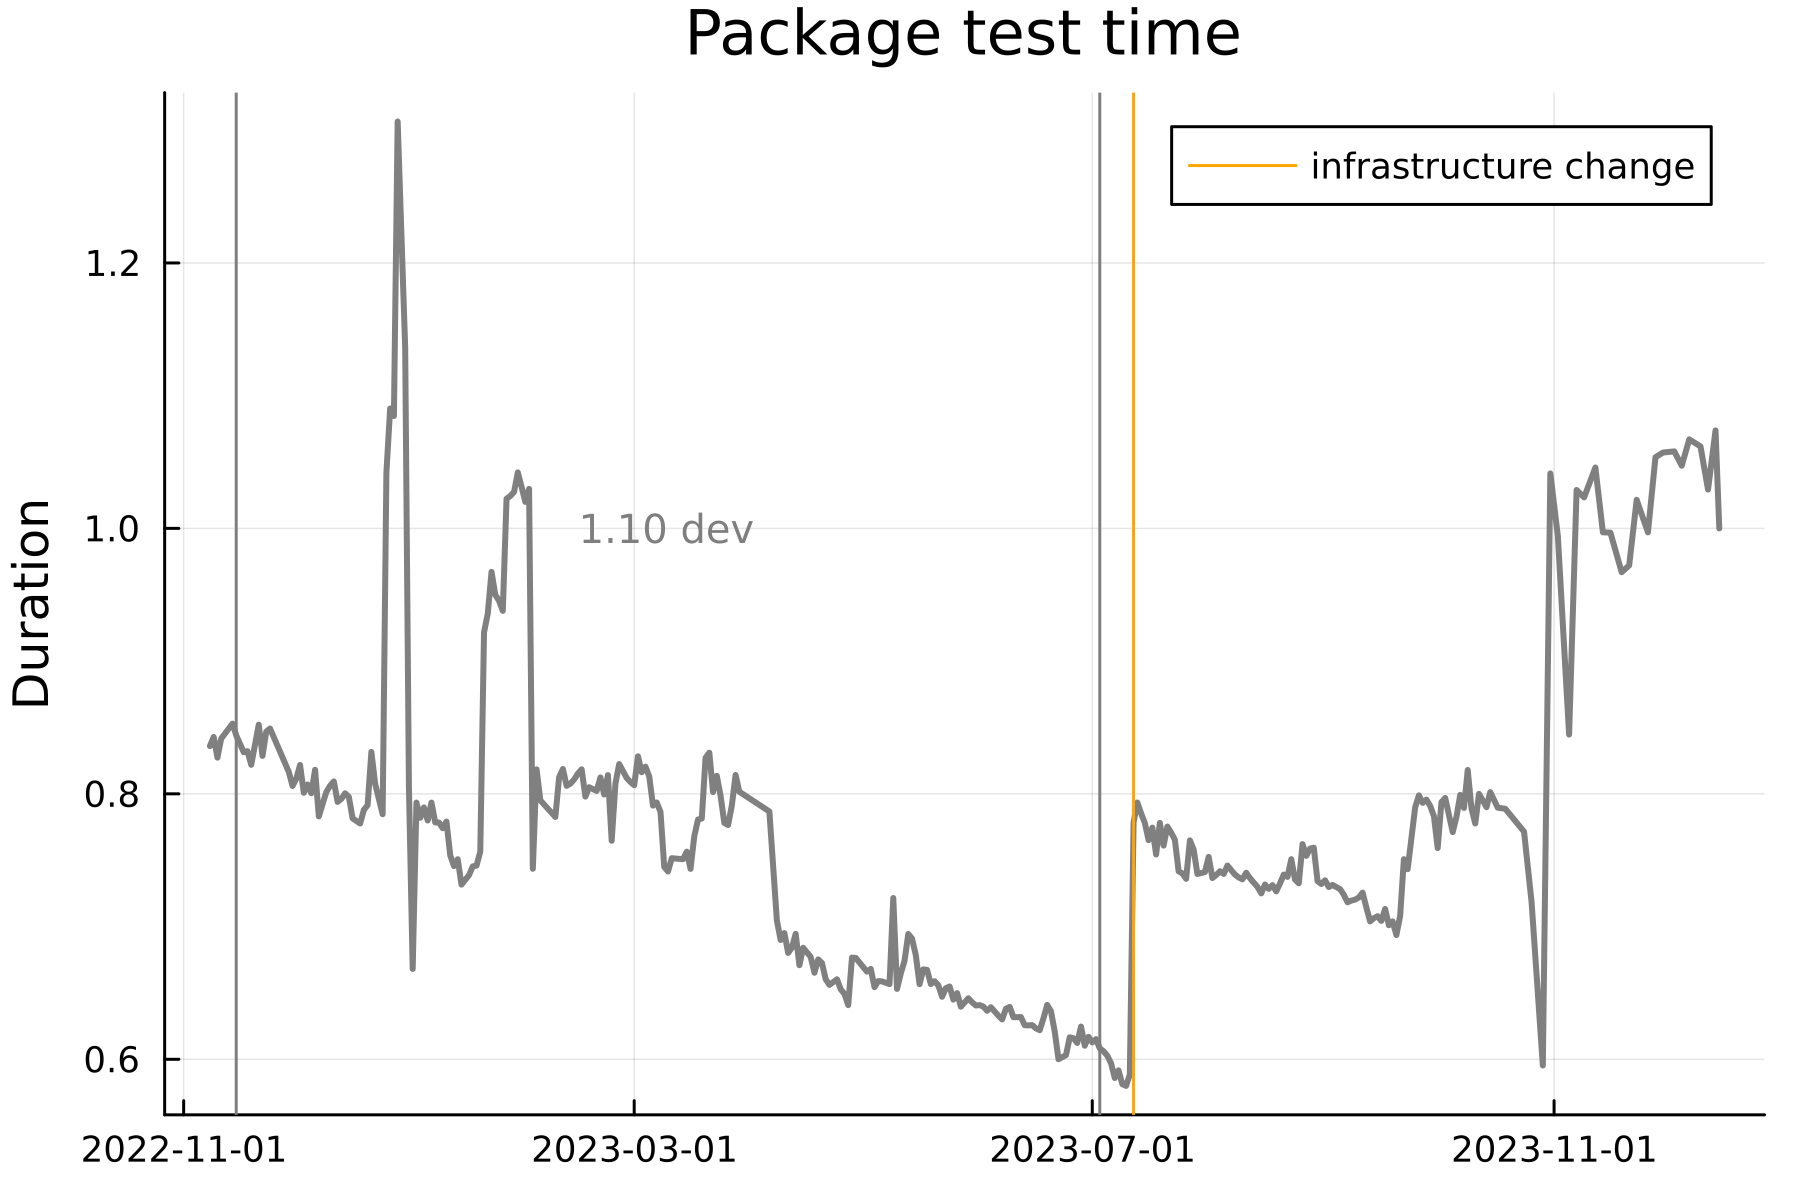 Package test time
infrastructure change
1.2
1.0
0.8
0.6
Duration
1.10 dev
2022-11-01
2023-03-01
2023-07-01
2023-11-01